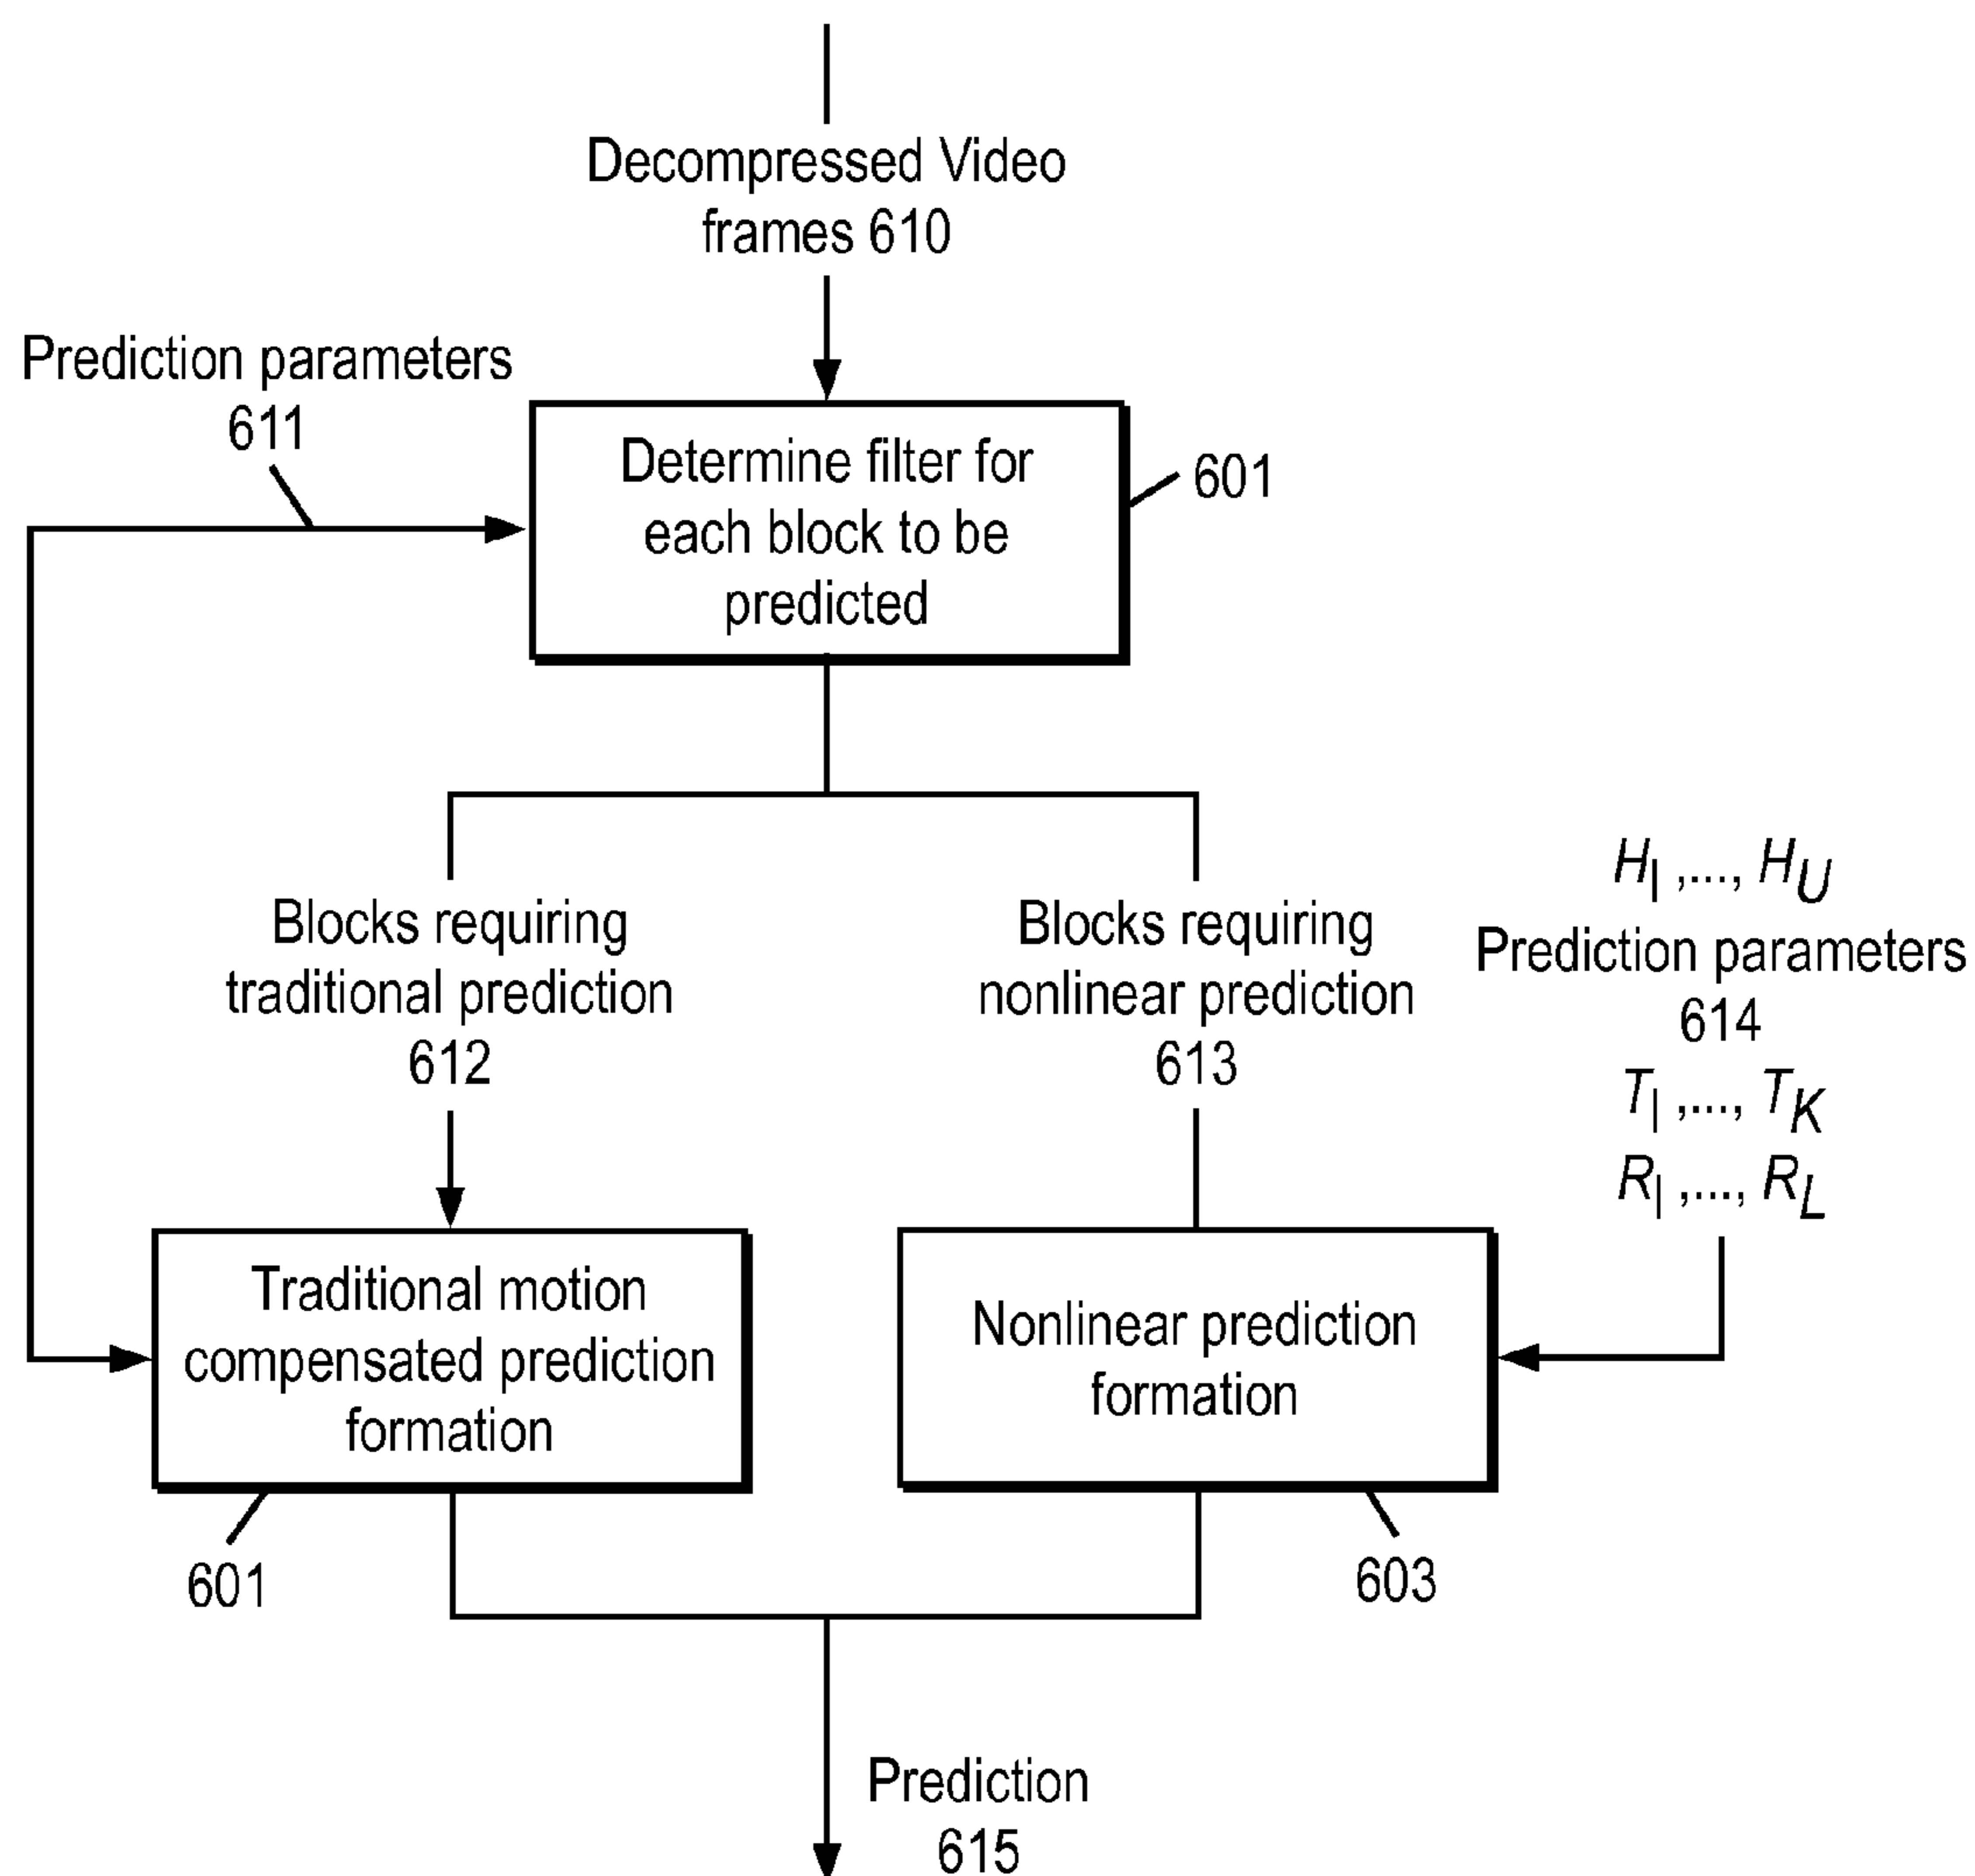 Decompressed Video
frames 610
Prediction parameters
611
Determine filter for
each block to be
predicted
601
Blocks requiring
traditional prediction
612
Blocks requiring
nonlinear prediction
613
H| ,..., HU
Prediction parameters
614
T| ,..., TK
R| ,..., RL
Traditional motion
compensated prediction
formation
601
Nonlinear prediction
formation
603
Prediction
615